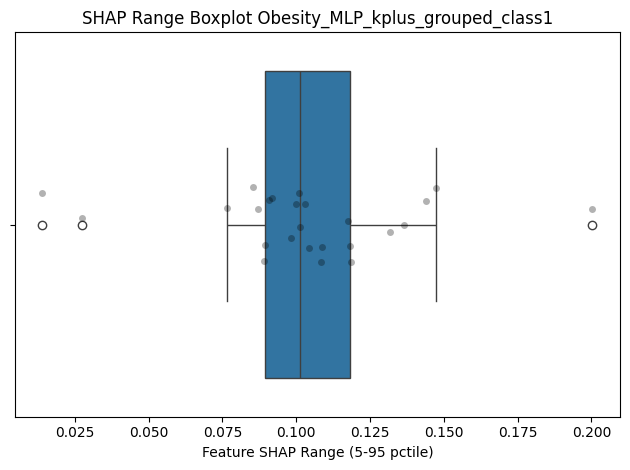 SHAP Range Boxplot Obesity_MLP_kplus_grouped_class1
0.025 0.050 0.075 0.100 0.125 0.150 0.175 0.200
Feature SHAP Range (5-95 pctile)